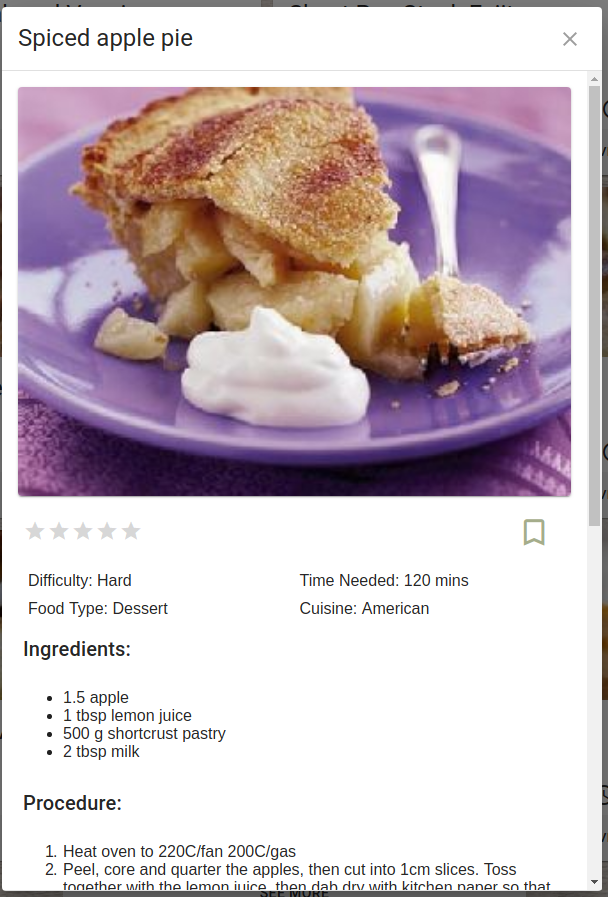 Spiced apple pie
Difficulty: Hard
Time Needed: 120 mins
Food Type: Dessert
Cuisine: American
Ingredients:
1.5 apple
1 tbsp lemon juice
500 g shortcrust pastry
2 tbsp milk
Procedure:
1. Heat oven to 220C/fan 200C/gas
2. Peel, core and quarter the apples, then cut into 1cm slices. Toss
together with the lemon juice, then dab dry with kitchen paper so that
SEE MORE